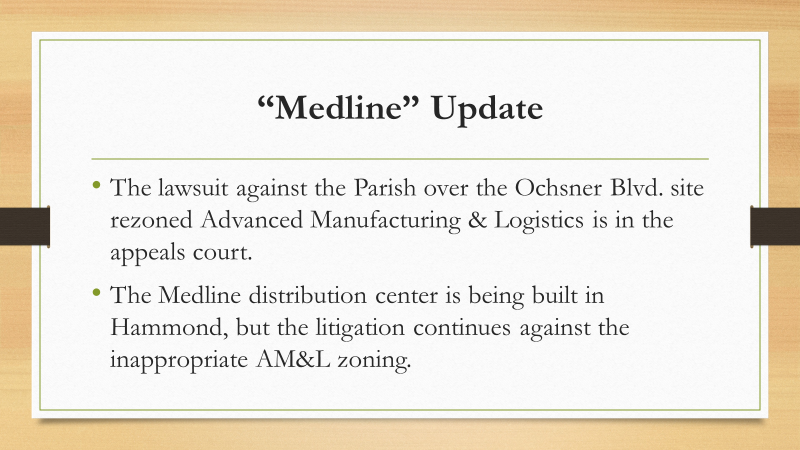 “Medline” Update
• The lawsuit against the Parish over the Ochsner Blvd. site
rezoned Advanced Manufacturing & Logistics is in the
appeals court.
• The Medline distribution center is being built in
Hammond, but the litigation continues against the
inappropriate AM&L zoning.